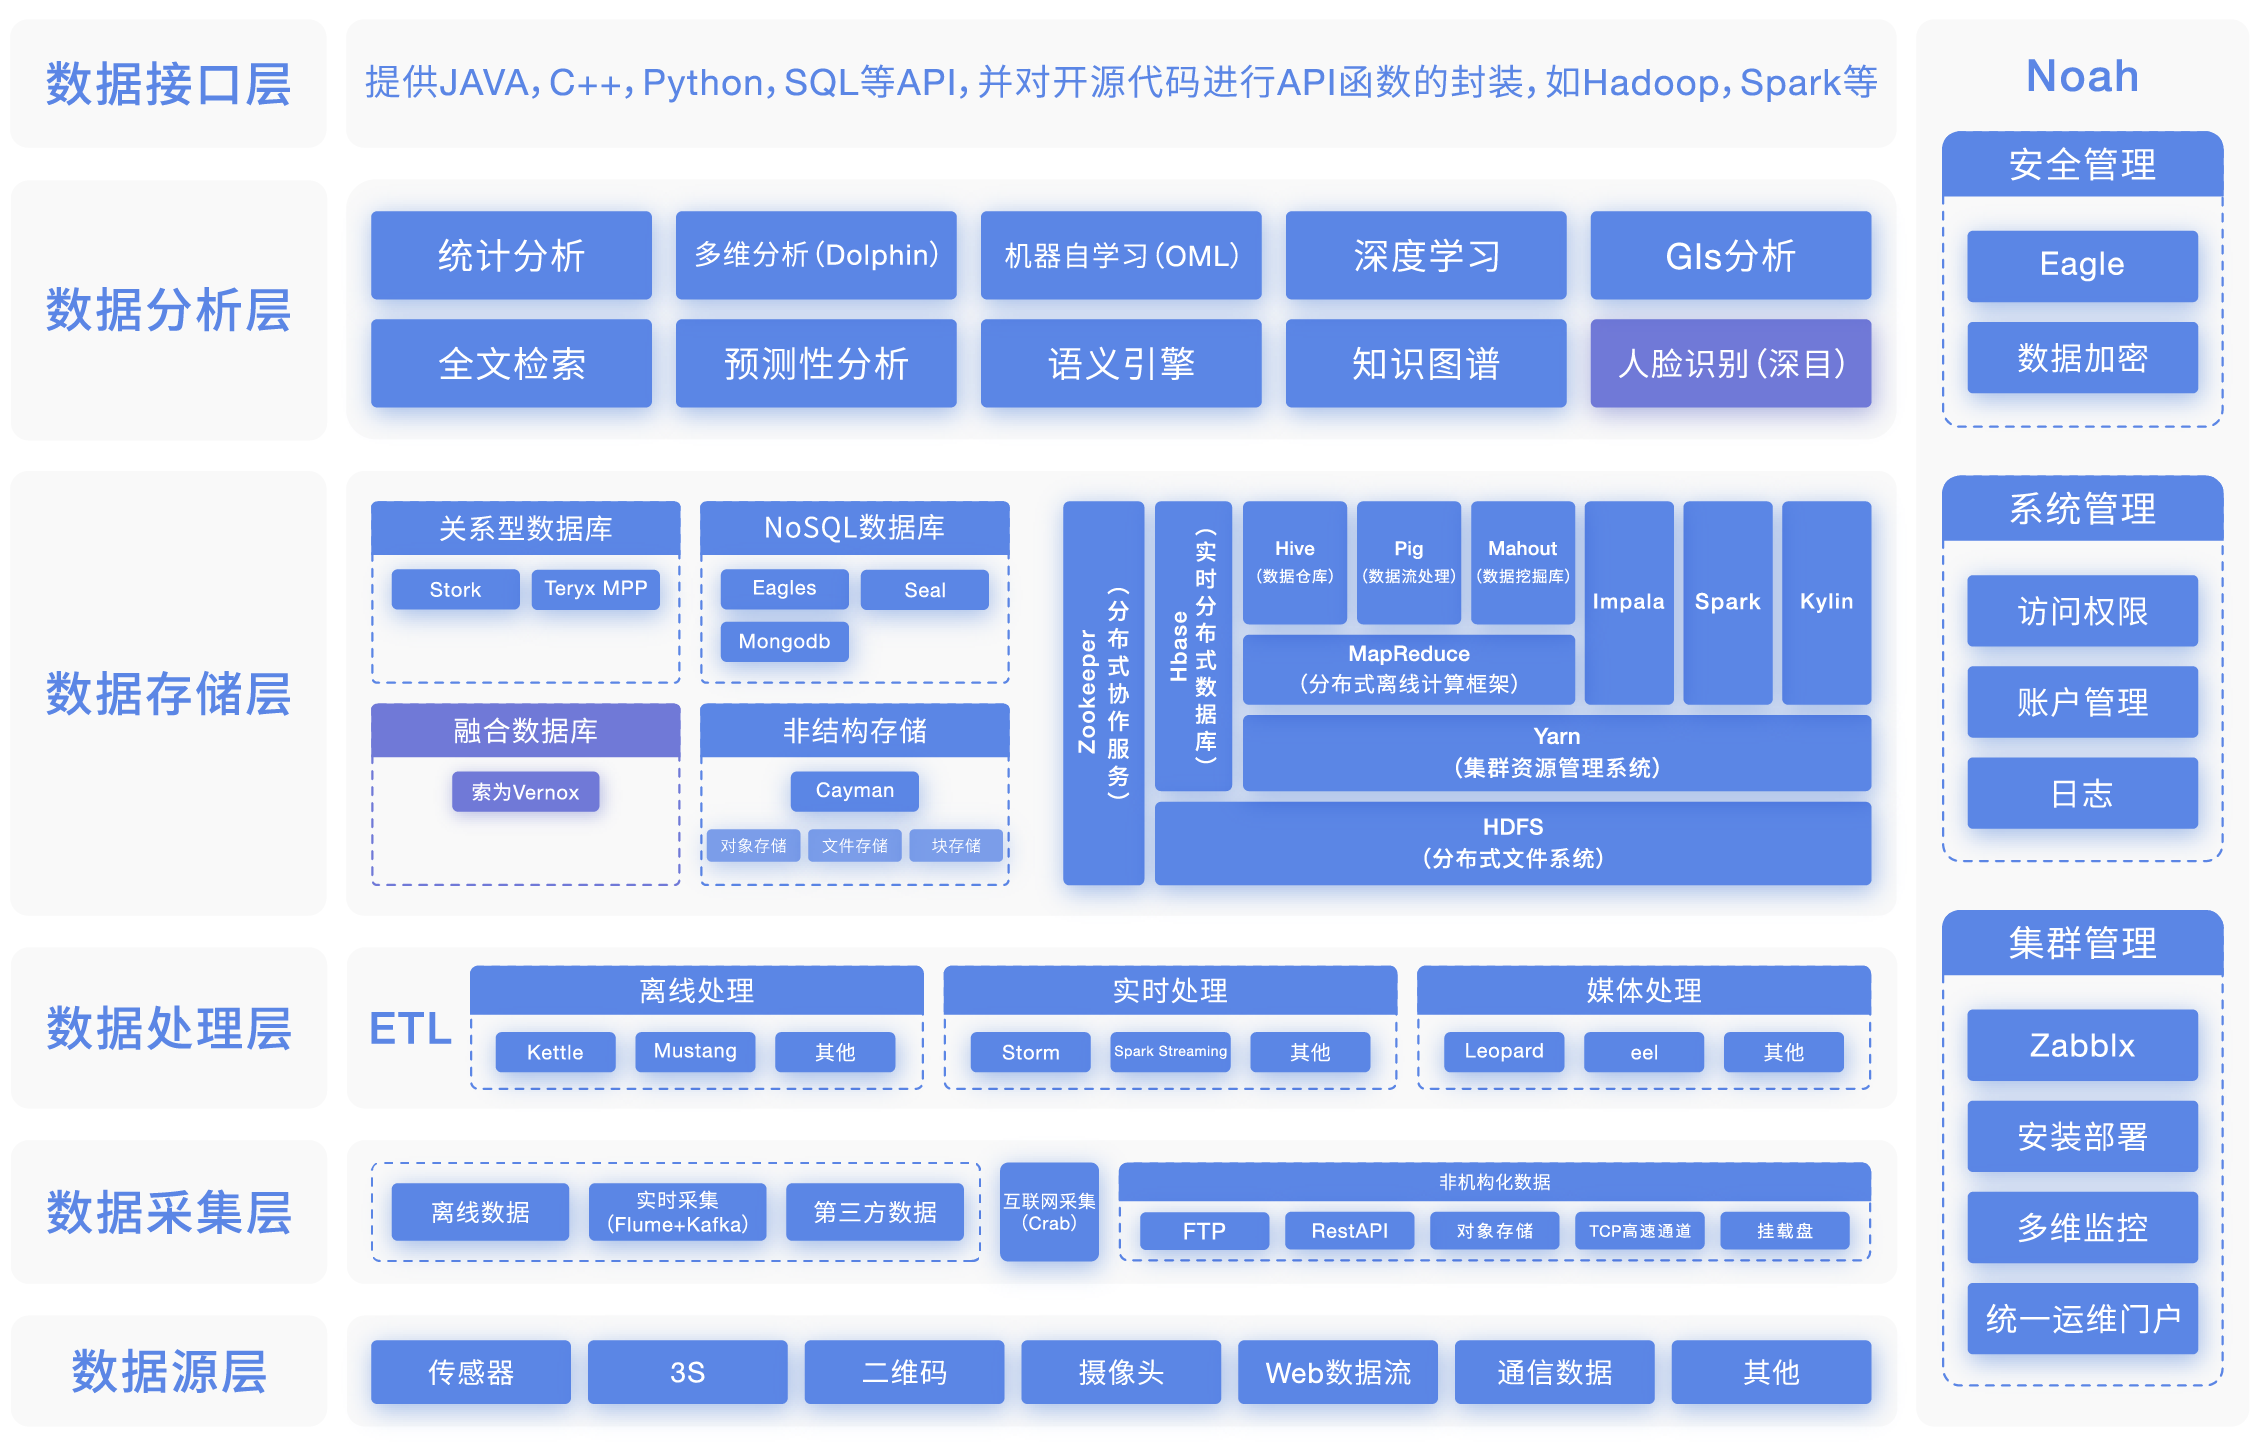 数据接口层
提供JAVA，C++，Python，SQL等API，并对开源代码进行API函数的封装，如Hadoop，Spark等
数据分析层
统计分析
多维分析（Dolphin）
机器自学习（OML）
深度学习
GIs分析
全文检索
预测性分析
语义引擎
知识图谱
人脸识别（深目）
数据存储层
关系型数据库
Stork
Teryx MPP
NoSQL数据库
Eagles
Seal
Mongodb
融合数据库
索为Vernox
非结构存储
Cayman
对象存储
文件存储
块存储
Zookeeper
（分布式协作服务）
Hbase
（实时分布式数据库）
Hive
（数据仓库）
Pig
（数据流处理）
Mahout
（数据挖掘库）
Impala
Spark
Kylin
MapReduce
（分布式离线计算框架）
Yarn
（集群资源管理系统）
HDFS
（分布式文件系统）
数据处理层
ETL
离线处理
Kettle
Mustang
其他
实时处理
Storm
Spark Streaming
其他
媒体处理
Leopard
eel
其他
数据采集层
离线数据
实时采集
（Flume+Kafka）
第三方数据
互联网采集
（Crab）
非机构化数据
FTP
RestAPI
对象存储
TCP高速通道
挂载盘
数据源层
传感器
3S
二维码
摄像头
Web数据流
通信数据
其他
Noah
安全管理
Eagle
数据加密
系统管理
访问权限
账户管理
日志
集群管理
ZabbIx
安装部署
多维监控
统一运维门户